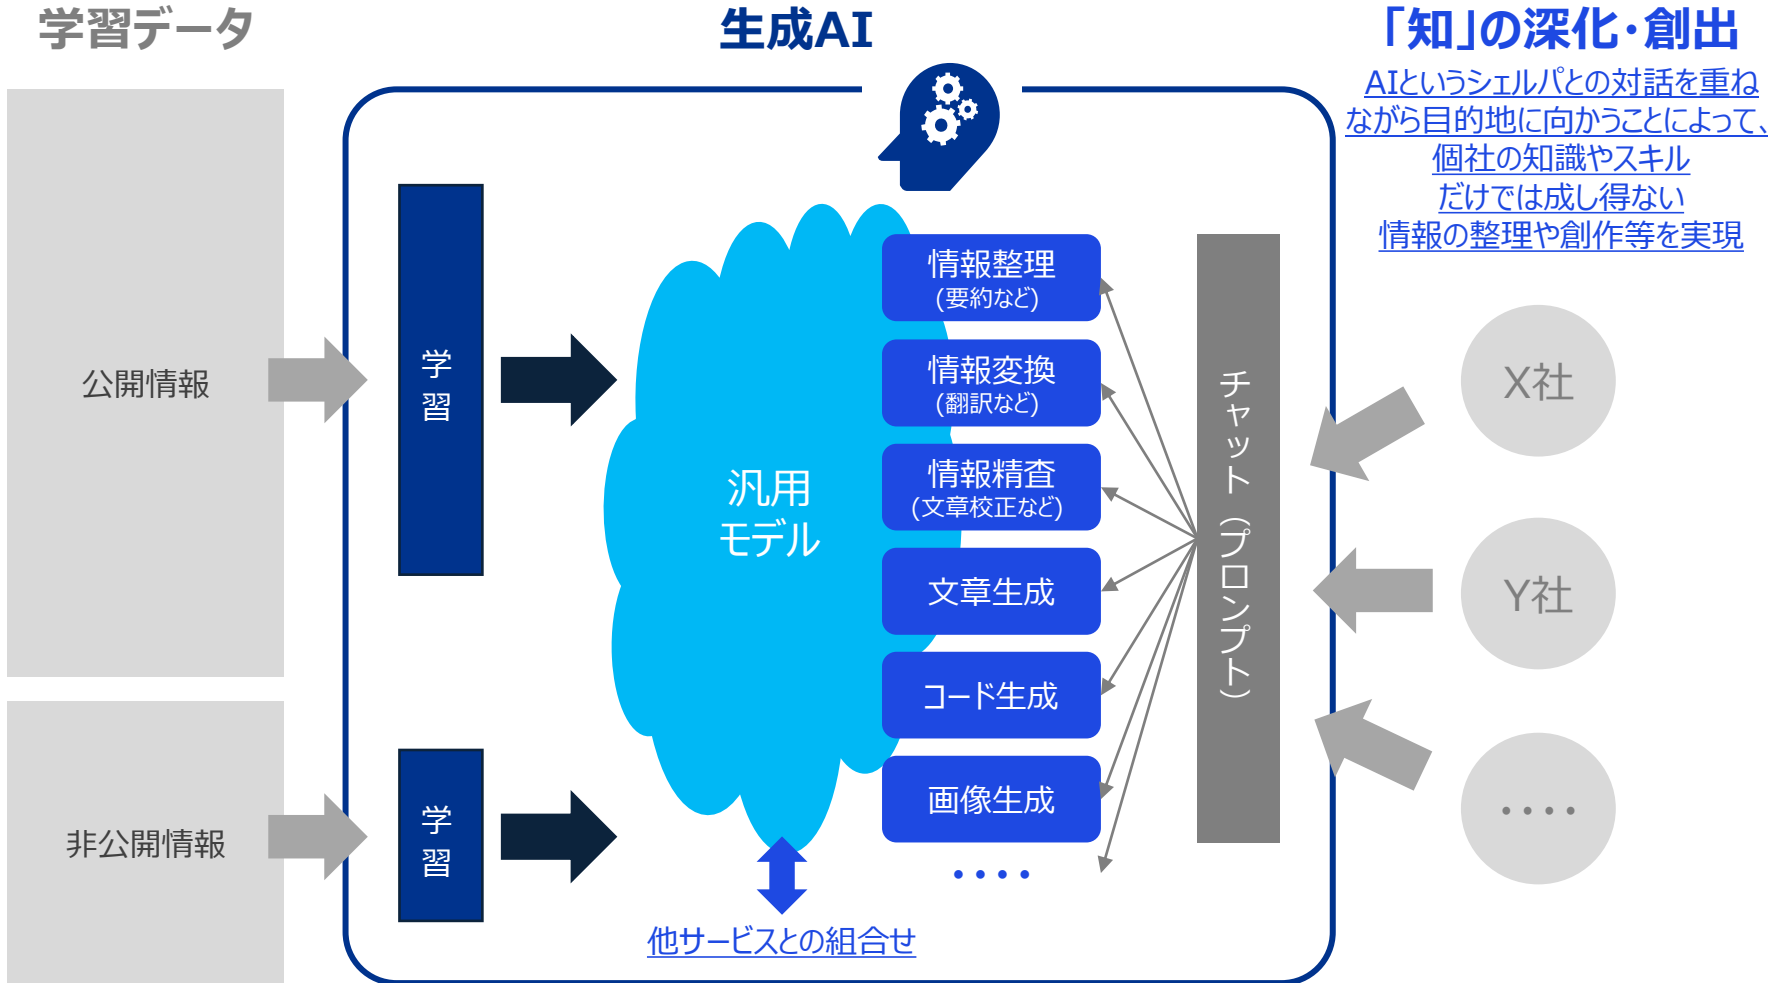 学習データ
生成AI
「知」の深化・創出
AIというシェルパとの対話を重ね
ながら目的地に向かうことによって、
個社の知識やスキル
だけでは成し得ない
情報の整理や創作等を実現
公開情報
学習
汎用
モデル
情報整理
(要約など)
情報変換
(翻訳など)
情報精査
(文章校正など)
文章生成
コード生成
画像生成
・・・・
チャット（プロンプト）
X社
Y社
・・・・
非公開情報
学習
他サービスとの組合せ